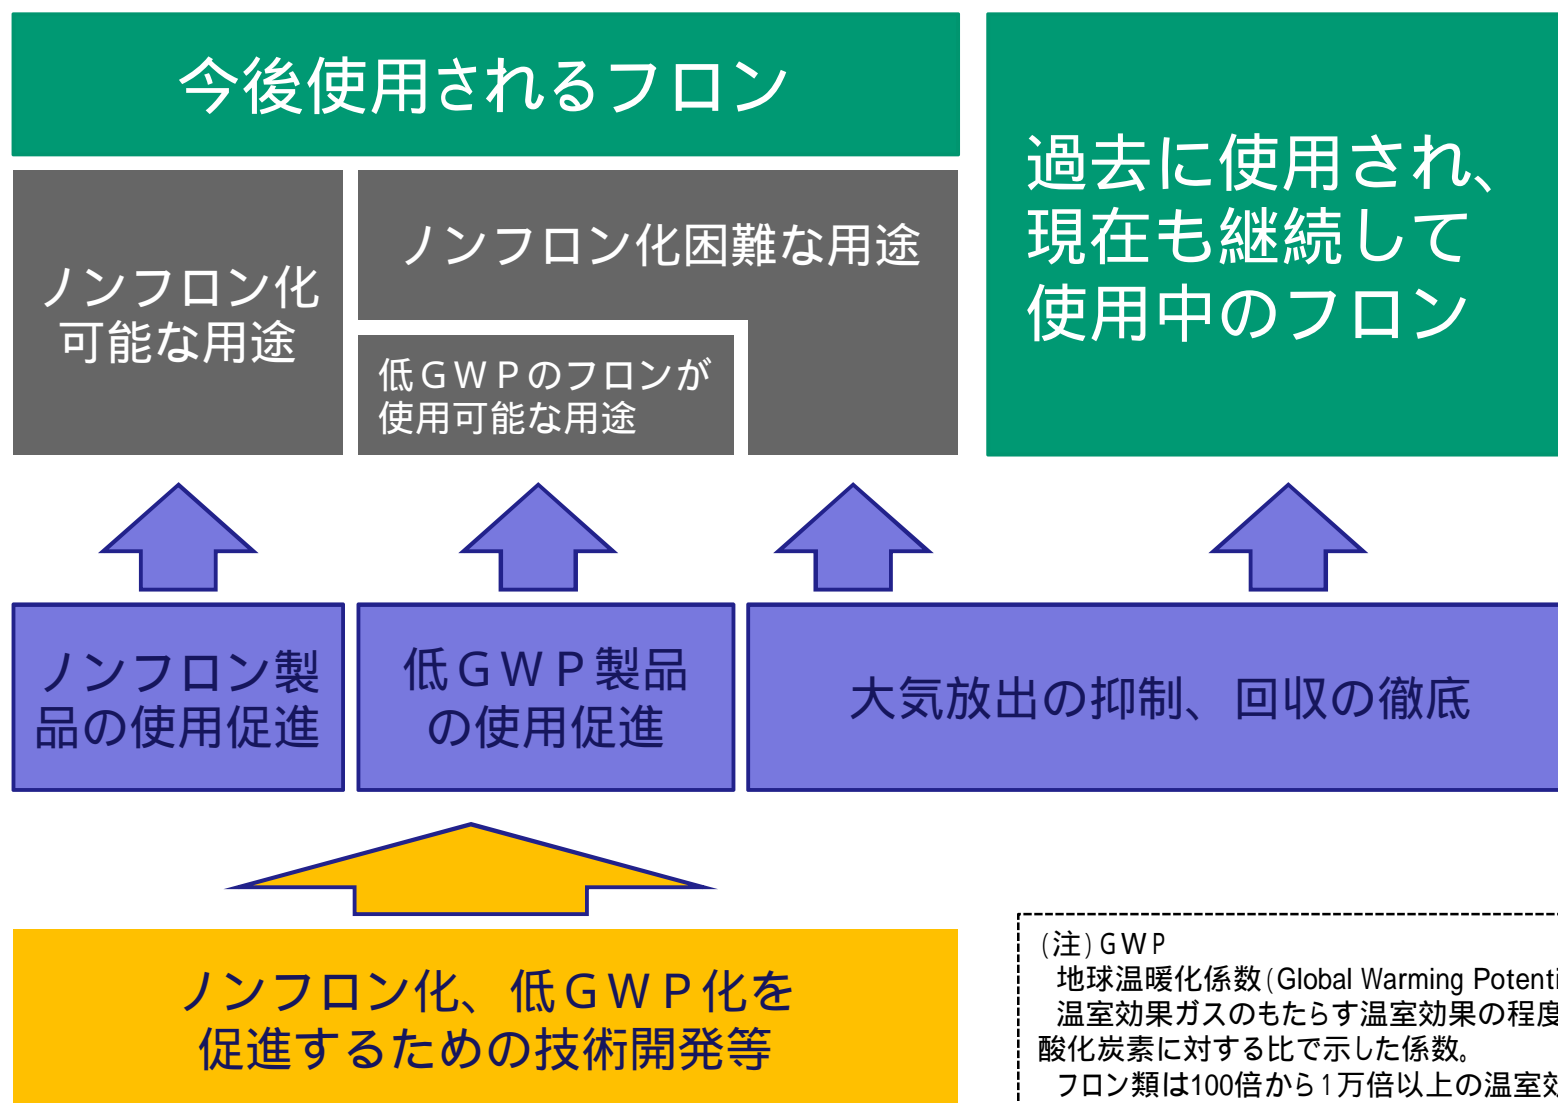 今後使用されるフロン
過去に使用され、
現在も継続して
使用中のフロン
ノンフロン化
可能な用途
ノンフロン化困難な用途
低ＧＷＰのフロンが
使用可能な用途
ノンフロン製
品の使用促進
低ＧＷＰ製品
の使用促進
大気放出の抑制、回収の徹底
ノンフロン化、低ＧＷＰ化を
促進するための技術開発等
(注)GWP
地球温暖化係数(Global Warming Potenti
温室効果ガスのもたらす温室効果の程度
酸化炭素に対する比で示した係数。
フロン類は100倍から1万倍以上の温室効